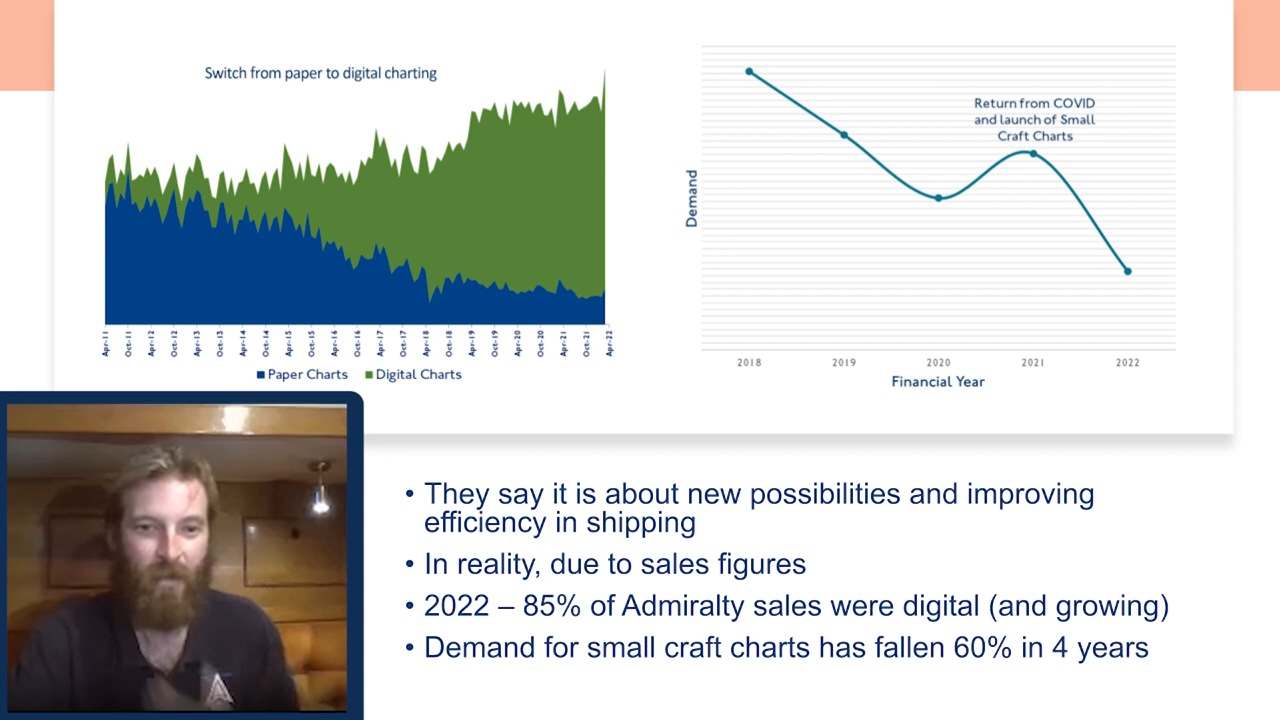 Switch from paper to digital charting
Apr-11 Oct-11 Apr-12 Oct-12 Apr-13 Oct-13 Apr-14 Oct-14 Apr-15 Oct-15 Apr-16 Oct-16 Apr-17 Oct-17 Apr-18 Oct-18 Apr-19 Oct-19 Apr-20 Oct-20 Apr-21 Oct-21 Apr-22
Paper Charts Digital Charts
Demand
Return from COVID
and launch of Small
Craft Charts
2018 2019 2020 2021 2022
Financial Year
• They say it is about new possibilities and improving
efficiency in shipping
• In reality, due to sales figures
• 2022 – 85% of Admiralty sales were digital (and growing)
• Demand for small craft charts has fallen 60% in 4 years